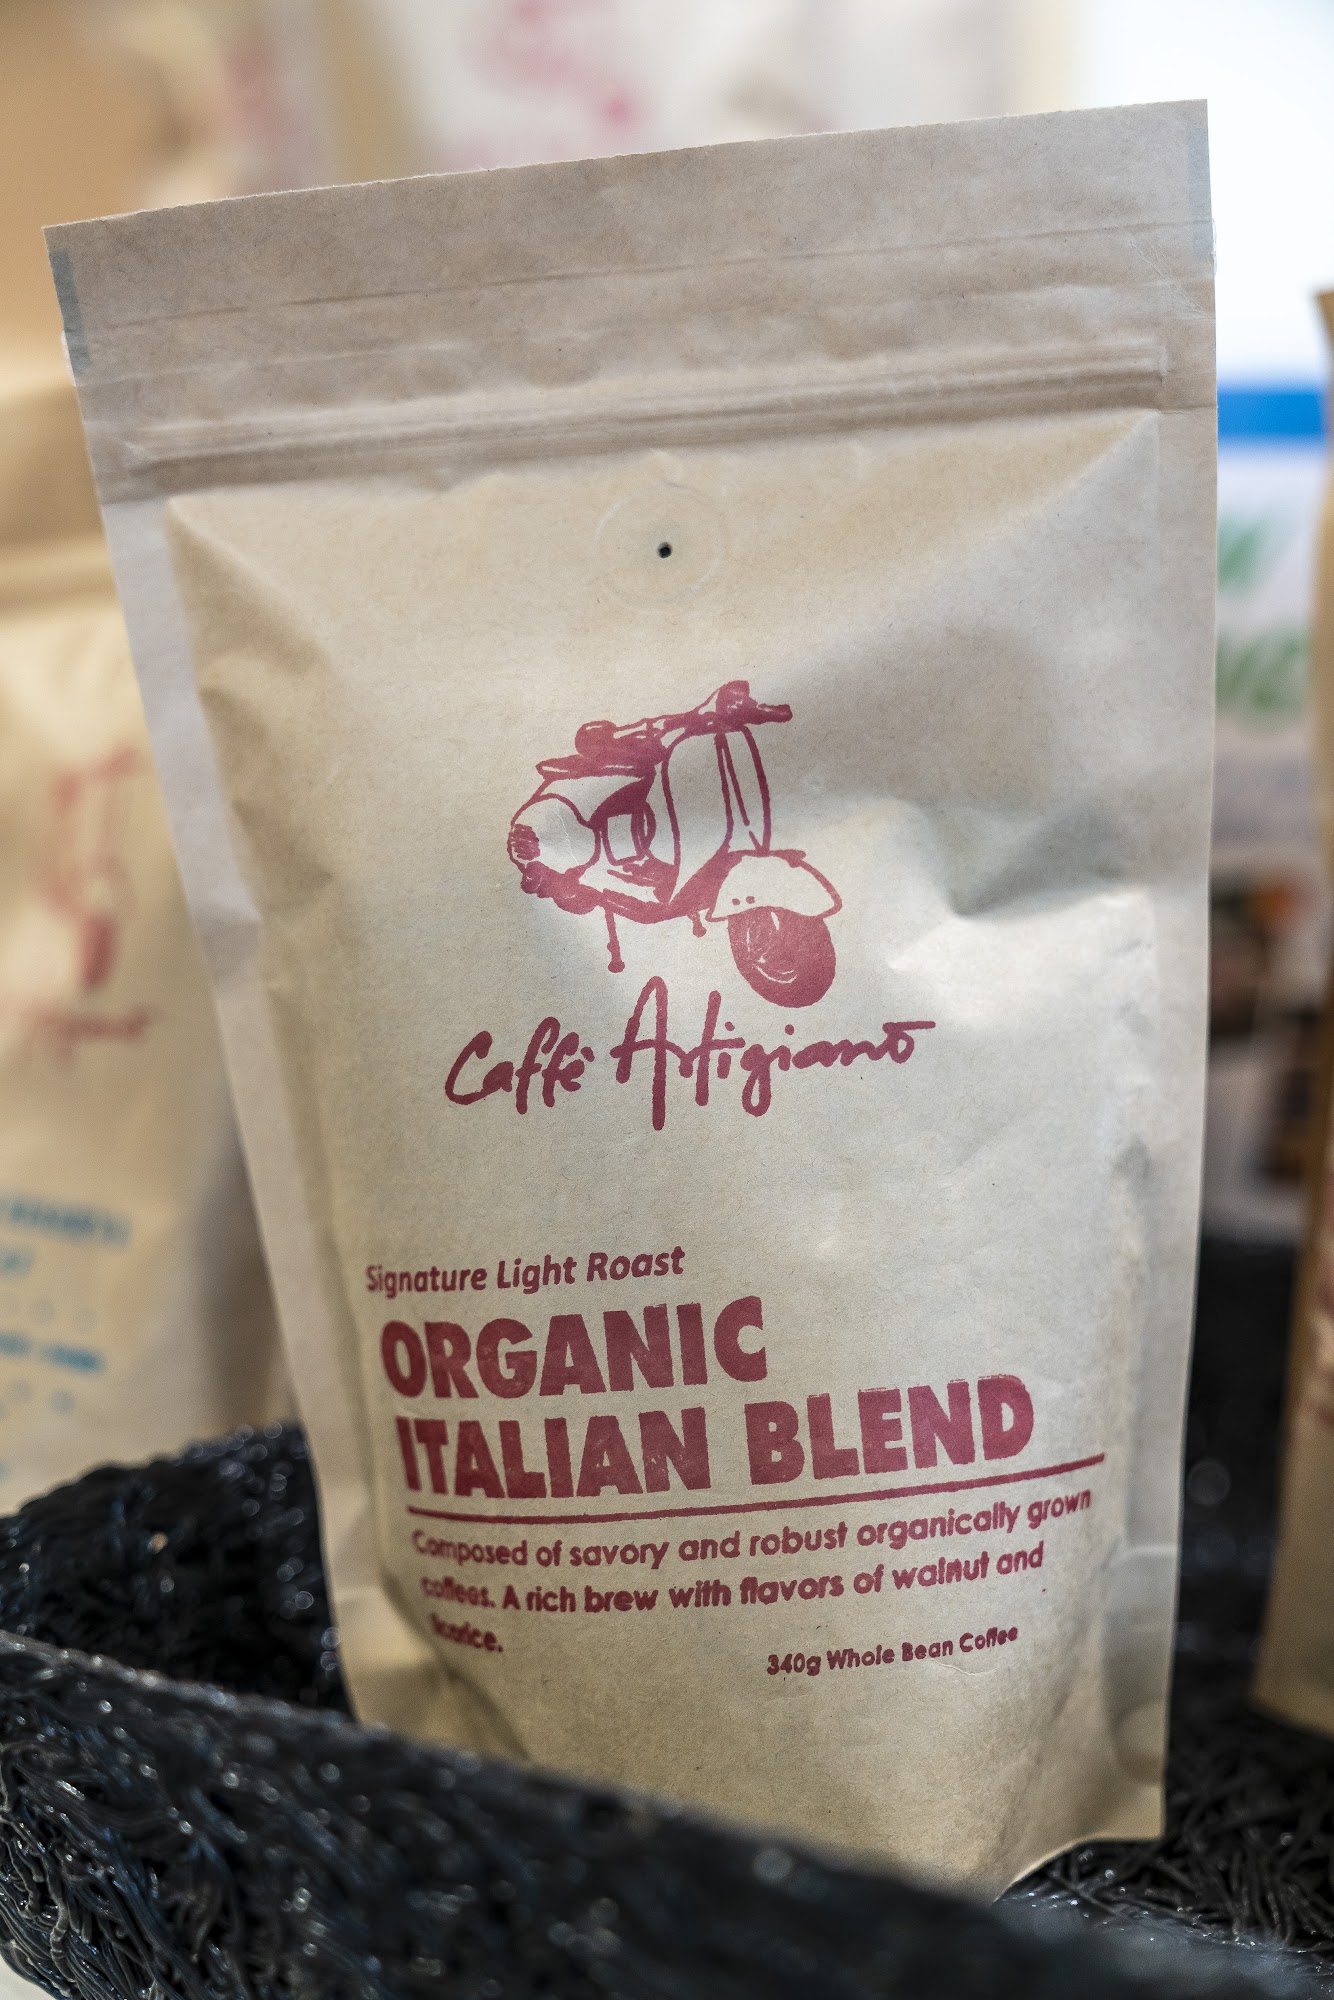 Caffè Artigiano
Signature Light Roast
ORGANIC
ITALIAN BLEND
Composed of savory and robust organically grown
coffees. A rich brew with flavors of walnut and
licorice.
340g Whole Bean Coffee